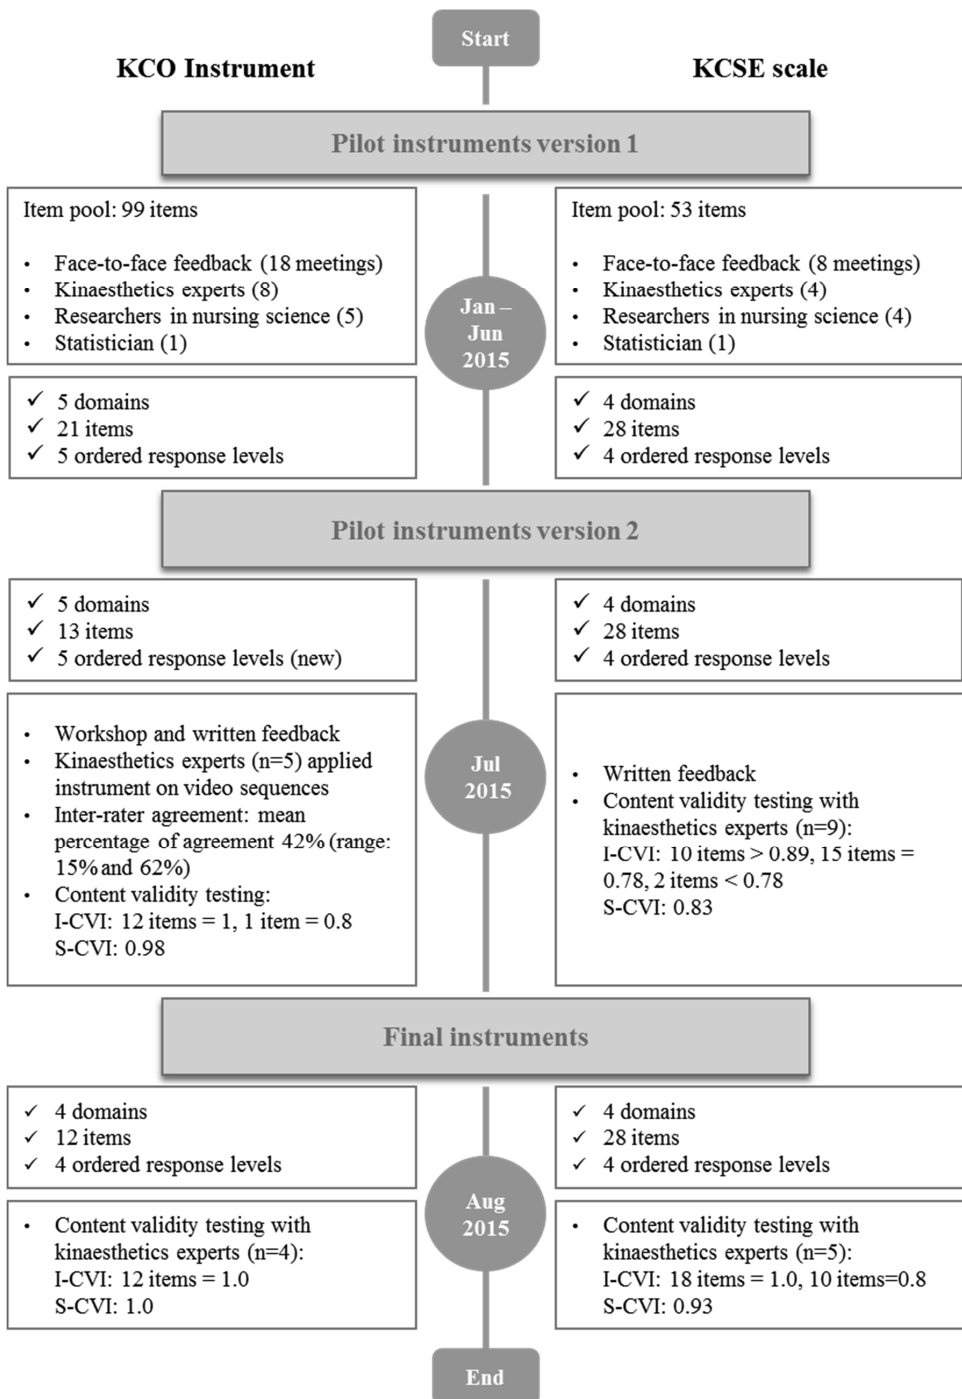 Start
KCO Instrument
KCSE scale
Pilot instruments version 1
Item pool: 99 items
• Face-to-face feedback (18 meetings)
• Kinaesthetics experts (8)
• Researchers in nursing science (5)
• Statistician (1)
Item pool: 53 items
• Face-to-face feedback (8 meetings)
• Kinaesthetics experts (4)
• Researchers in nursing science (4)
• Statistician (1)
Jan –
Jun
2015
✓ 5 domains
✓ 21 items
✓ 5 ordered response levels
✓ 4 domains
✓ 28 items
✓ 4 ordered response levels
Pilot instruments version 2
✓ 5 domains
✓ 13 items
✓ 5 ordered response levels (new)
✓ 4 domains
✓ 28 items
✓ 4 ordered response levels
• Workshop and written feedback
• Kinaesthetics experts (n=5) applied
instrument on video sequences
• Inter-rater agreement: mean
percentage of agreement 42% (range:
15% and 62%)
• Content validity testing:
I-CVI: 12 items = 1, 1 item = 0.8
S-CVI: 0.98
Jul
2015
• Written feedback
• Content validity testing with
kinaesthetics experts (n=9):
I-CVI: 10 items > 0.89, 15 items =
0.78, 2 items < 0.78
S-CVI: 0.83
Final instruments
✓ 4 domains
✓ 12 items
✓ 4 ordered response levels
✓ 4 domains
✓ 28 items
✓ 4 ordered response levels
Aug
2015
• Content validity testing with
kinaesthetics experts (n=4):
I-CVI: 12 items = 1.0
S-CVI: 1.0
• Content validity testing with
kinaesthetics experts (n=5):
I-CVI: 18 items = 1.0, 10 items=0.8
S-CVI: 0.93
End